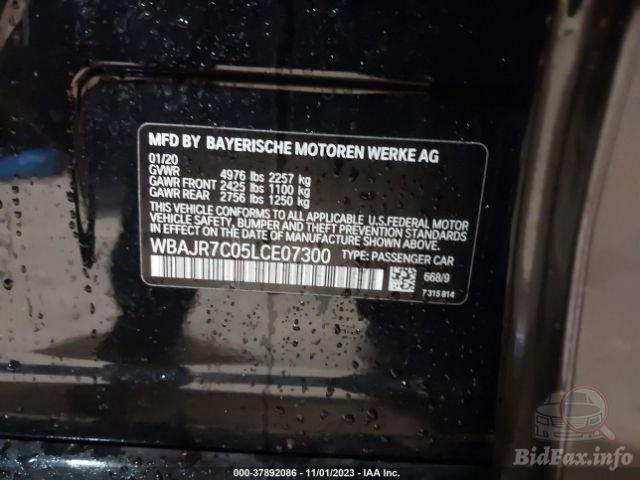 MFD BY BAYERISCHE MOTOREN WERKE AG
01/20
GVWR 4976 lbs 2257 kg
GAWR FRONT 2425 lbs 1100 kg
GAWR REAR 2756 lbs 1250 kg
THIS VEHICLE CONFORMS TO ALL APPLICABLE U.S.FEDERAL MOTOR
VEHICLE SAFETY, BUMPER AND THEFT PREVENTION STANDARDS
IN EFFECT ON THE DATE OF MANUFACTURE SHOWN ABOVE.
WBAJR7C05LCE07300 TYPE: PASSENGER CAR
668/9
7 315 814
BidFax.info
000-37892086 - 11/01/2023 - IAA Inc.